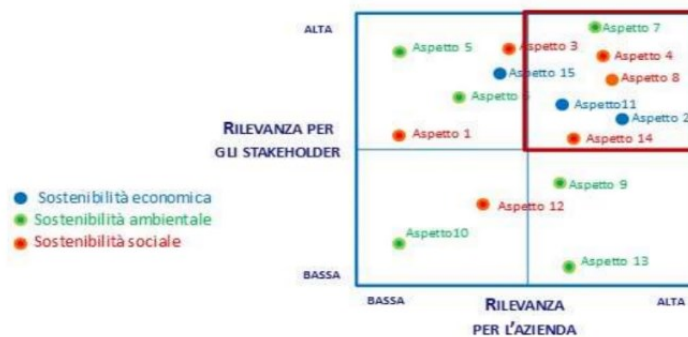 ALTA
Aspetto 7
Aspetto 5
Aspetto 3
Aspetto 4
Aspetto 15
Aspetto 8
Aspetto
Aspetto11
Aspetto 2
RILEVANZA PER
GLI STAKEHOLDER
Aspetto 1
Aspetto 14
Sostenibilità economica
Sostenibilità ambientale
Sostenibilità sociale
Aspetto 9
Aspetto 12
Aspetto10
Aspetto 13
BASSA
BASSA
RILEVANZA
PER L'AZIENDA
ALTA